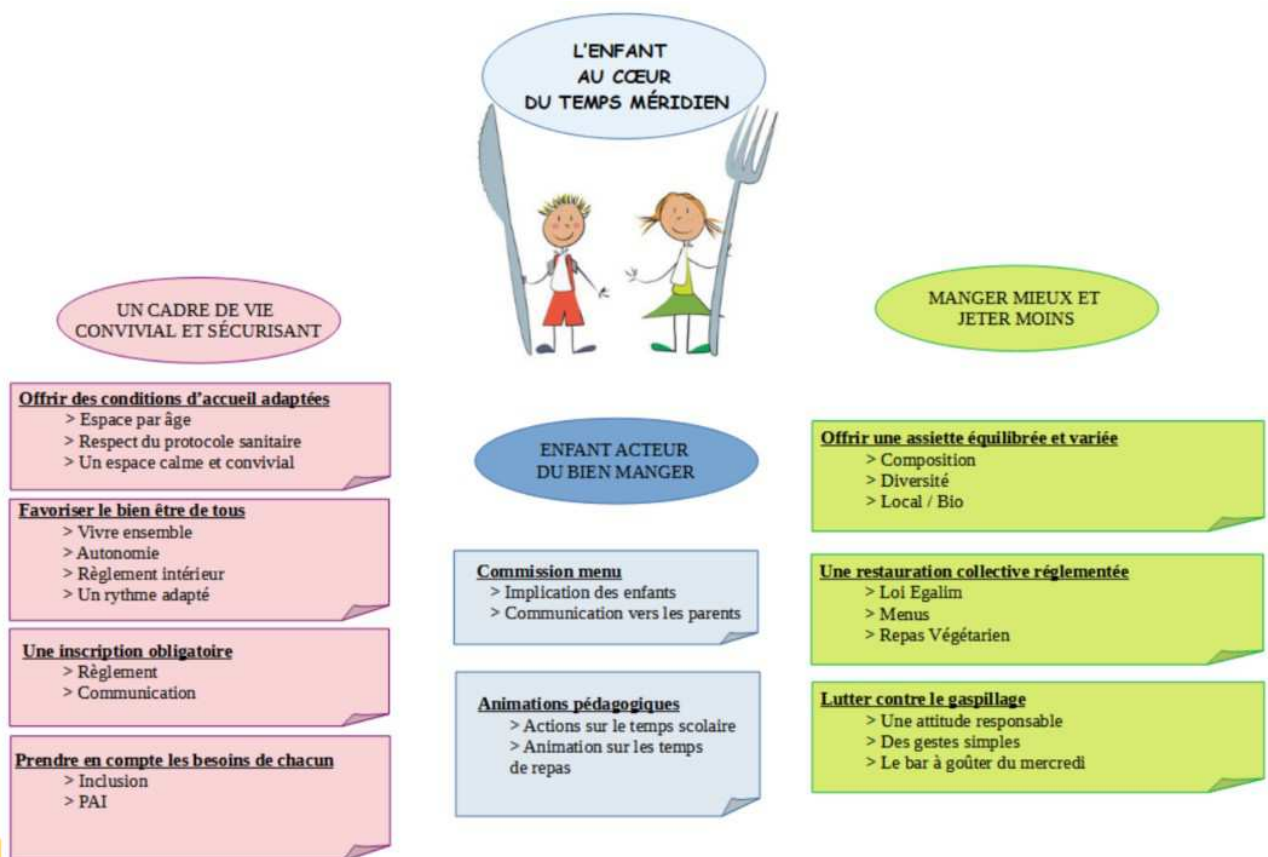 L'ENFANT
AU CŒUR
DU TEMPS MÉRIDIEN
UN CADRE DE VIE
CONVIVIAL ET SÉCURISANT
Offrir des conditions d'accueil adaptées
> Espace par âge
> Respect du protocole sanitaire
> Un espace calme et convivial
Favoriser le bien être de tous
> Vivre ensemble
> Autonomie
> Règlement intérieur
> Un rythme adapté
Une inscription obligatoire
> Règlement
> Communication
Prendre en compte les besoins de chacun
> Inclusion
> PAI
ENFANT ACTEUR
DU BIEN MANGER
Commission menu
> Implication des enfants
> Communication vers les parents
Animations pédagogiques
> Actions sur le temps scolaire
> Animation sur les temps
de repas
MANGER MIEUX ET
JETER MOINS
Offrir une assiette équilibrée et variée
> Composition
> Diversité
> Local / Bio
Une restauration collective réglementée
> Loi Egalim
> Menus
> Repas Végétarien
Lutter contre le gaspillage
> Une attitude responsable
> Des gestes simples
> Le bar à goûter du mercredi